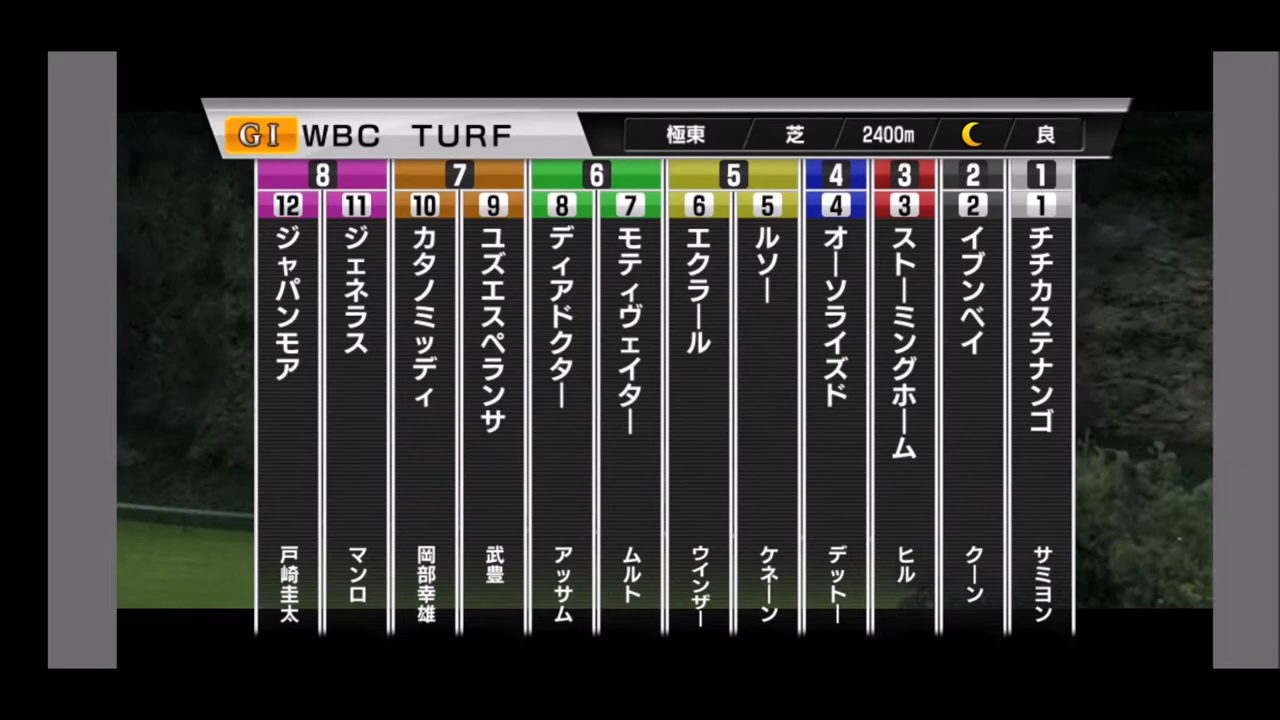 GI WBC TURF 極東 芝 2400m 良
1 1 チチカステナンゴ サミヨン
2 2 イブンベイ クーン
3 3 ストーミングホーム ヒル
4 4 オーソライズド デットーリ
5 5 ルソー ケネーン
6 エクラール ウインザー
6 7 モティヴェイター ムルト
8 ディアドクター アッサム
7 9 ユズエスペランサ 武豊
10 カタノミッディ 岡部幸雄
8 11 ジェネラス マンロ
12 ジャパンモア 戸崎圭太